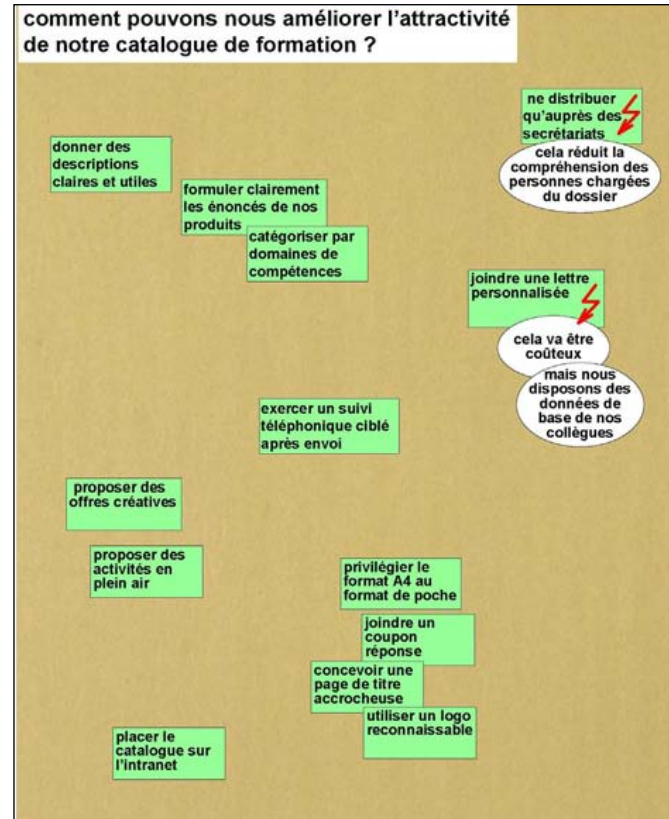 comment pouvons nous améliorer l'attractivité
de notre catalogue de formation ?
ne distribuer
qu'auprès des
secrétariats
cela réduit la
compréhension des
personnes chargées
du dossier
donner des
descriptions
claires et utiles
formuler clairement
les énoncés de nos
produits
catégoriser par
domaines de
compétences
joindre une lettre
personnalisée
cela va être
coûteux
mais nous
disposons des
données de
base de nos
collègues
exercer un suivi
téléphonique ciblé
après envoi
proposer des
offres créatives
proposer des
activités en
plein air
privilégier le
format A4 au
format de poche
joindre un
coupon
réponse
concevoir une
page de titre
accrocheuse
utiliser un logo
reconnaissable
placer le
catalogue sur
l'intranet